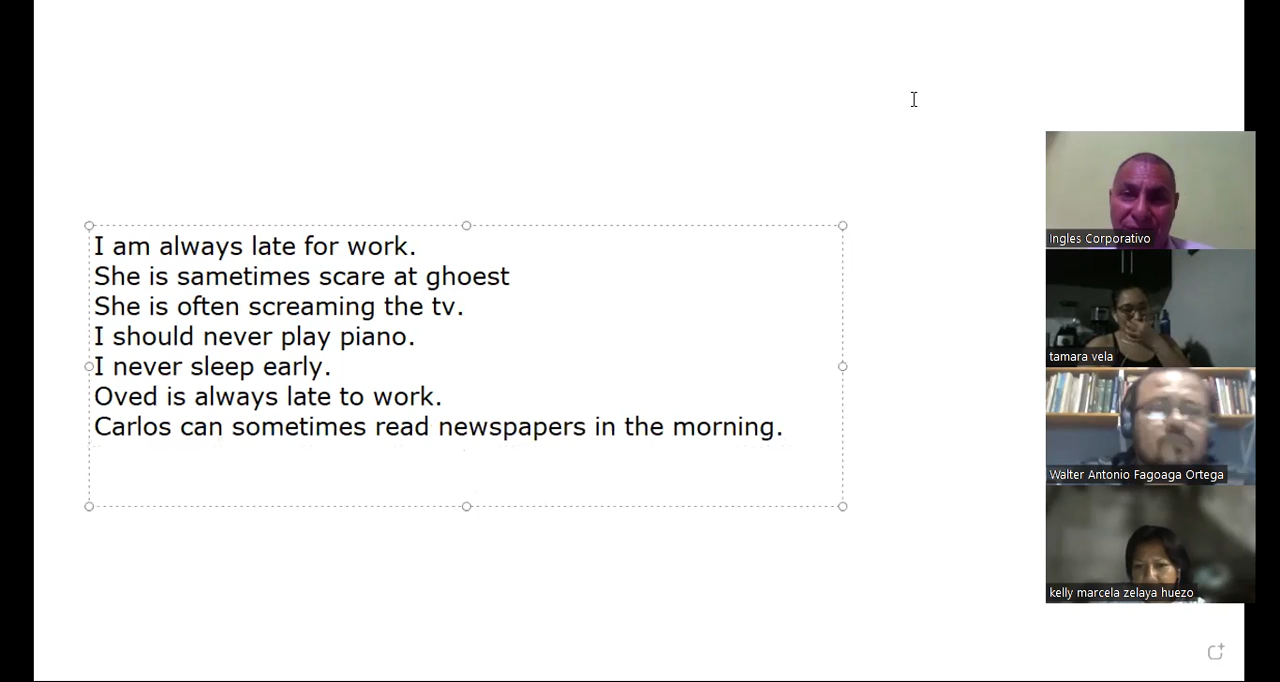 I am always late for work.
She is sametimes scare at ghoest
She is often screaming the tv.
I should never play piano.
I never sleep early.
Oved is always late to work.
Carlos can sometimes read newspapers in the morning.
Ingles Corporativo
tamara vela
Walter Antonio Fagoaga Ortega
kelly marcela zelaya huezo